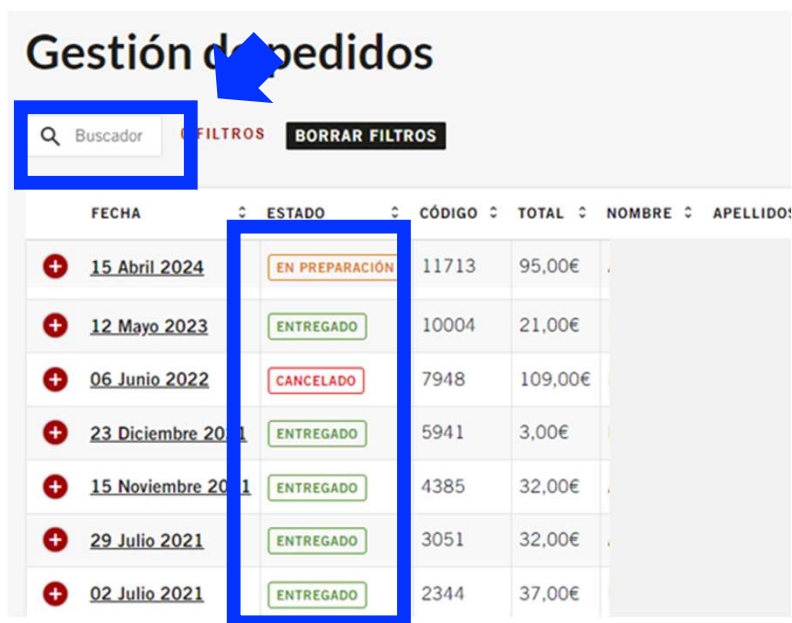 Gestión de pedidos
Buscador FILTROS BORRAR FILTROS
FECHA ESTADO CÓDIGO TOTAL NOMBRE APELLIDOS
15 Abril 2024 EN PREPARACIÓN 11713 95,00€
12 Mayo 2023 ENTREGADO 10004 21,00€
06 Junio 2022 CANCELADO 7948 109,00€
23 Diciembre 2021 ENTREGADO 5941 3,00€
15 Noviembre 2021 ENTREGADO 4385 32,00€
29 Julio 2021 ENTREGADO 3051 32,00€
02 Julio 2021 ENTREGADO 2344 37,00€